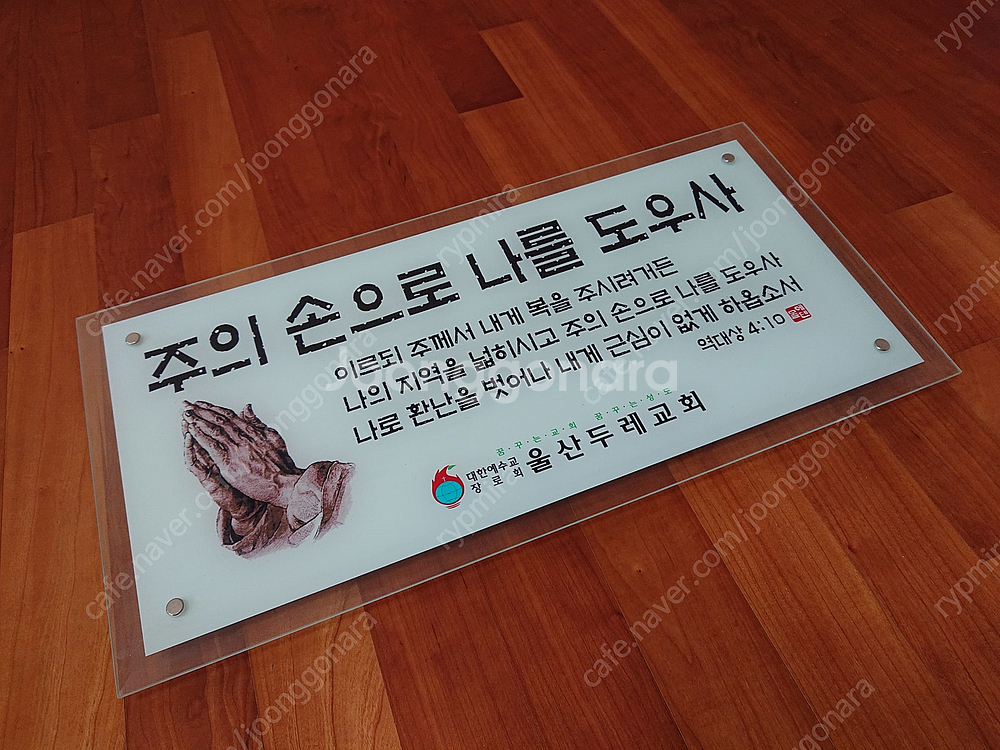 주의 손으로 나를 도우사
이르되 주께서 내게 복을 주시려거든
나의 지역을 넓히시고 주의 손으로 나를 도우사
나로 환난을 벗어나 내게 근심이 없게 하옵소서
역대상 4:10
꿈·꾸·는·교·회 꿈·꾸·는·성·도
대한예수교
장로회
울산두레교회
Joonggonara
cafe.naver.com/joonggonara